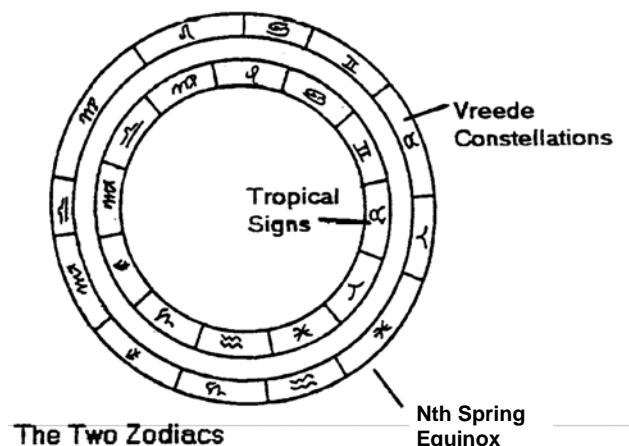 Vreede
Constellations
Tropical
Signs
Nth Spring
Equinox
The Two Zodiacs